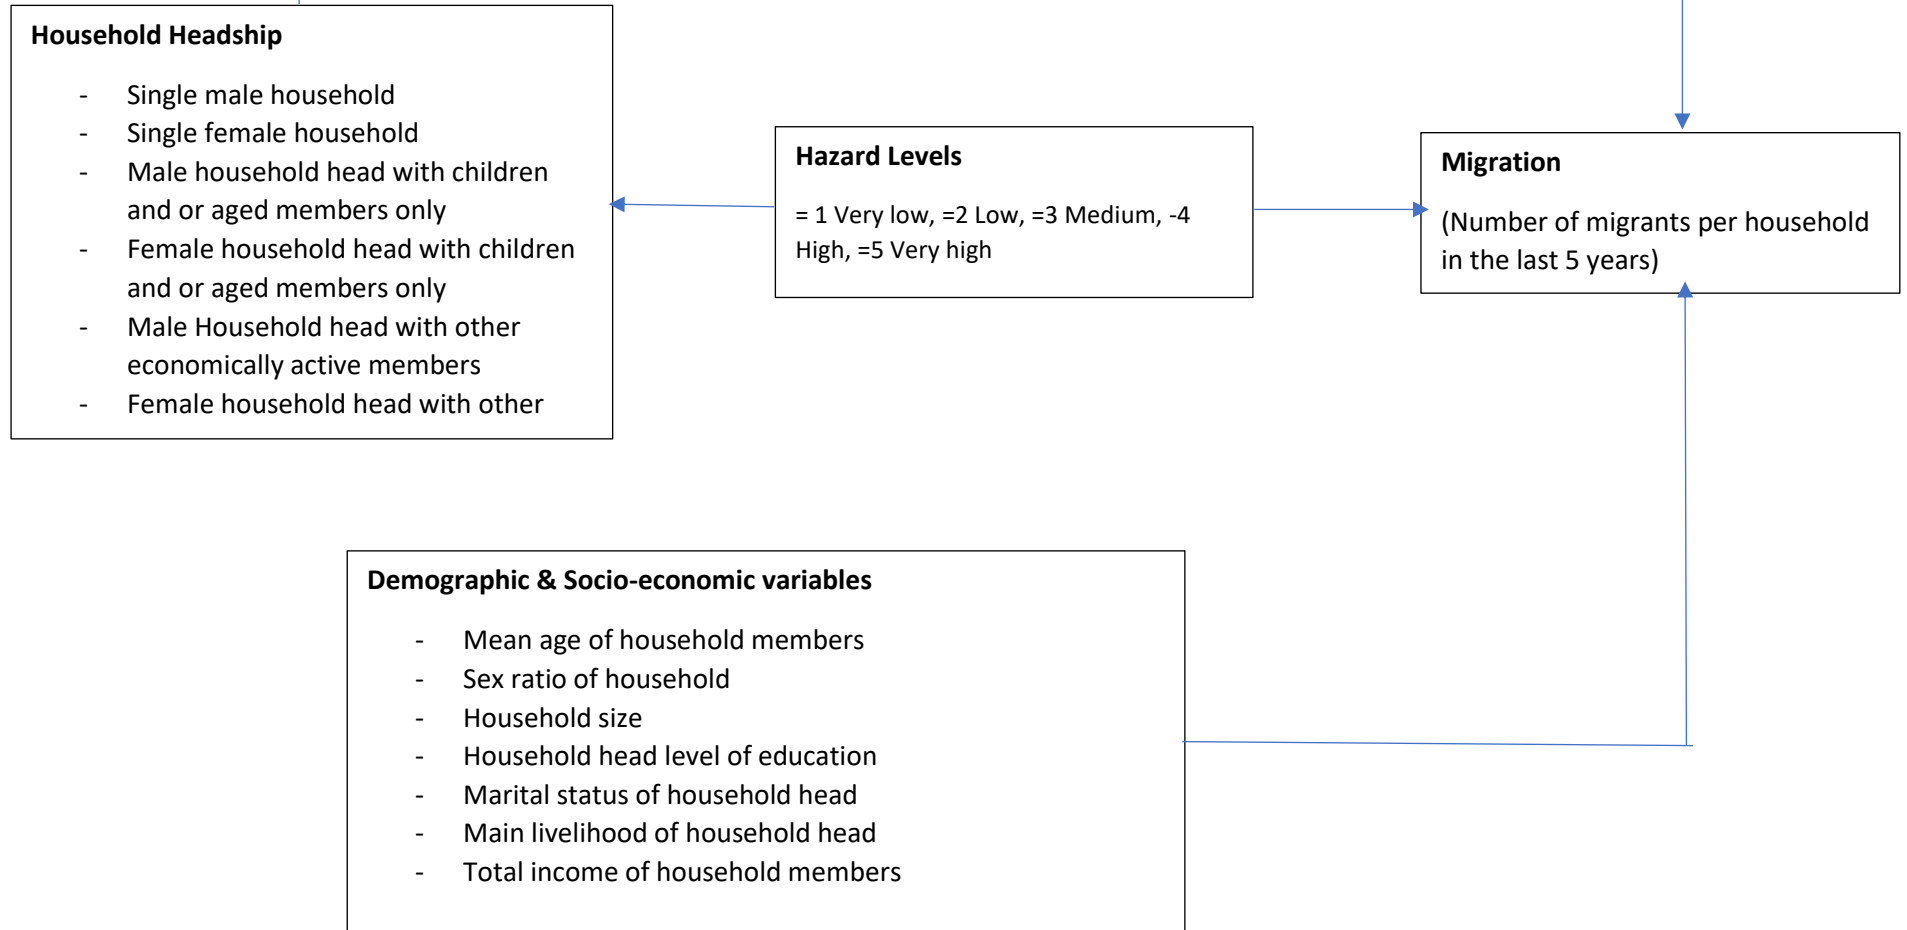 Household Headship
- Single male household
- Single female household
- Male household head with children
and or aged members only
- Female household head with children
and or aged members only
- Male Household head with other
economically active members
- Female household head with other
Hazard Levels
= 1 Very low, =2 Low, =3 Medium, -4
High, =5 Very high
Migration
(Number of migrants per household
in the last 5 years)
Demographic & Socio-economic variables
- Mean age of household members
- Sex ratio of household
- Household size
- Household head level of education
- Marital status of household head
- Main livelihood of household head
- Total income of household members